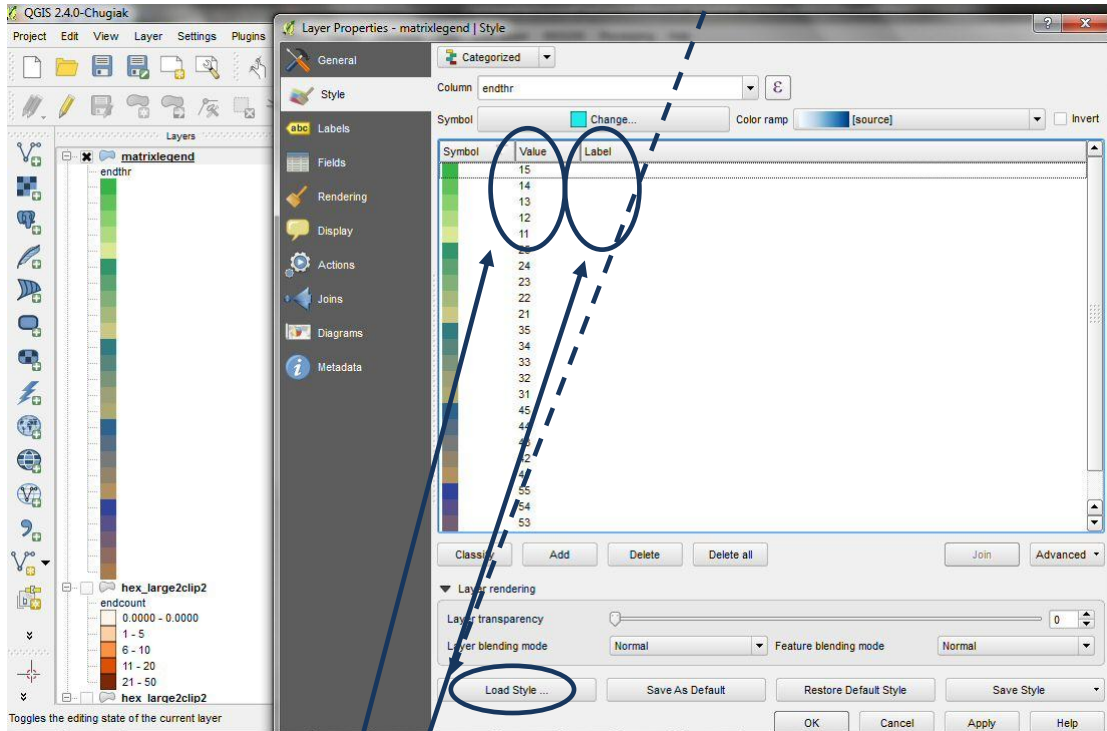 QGIS 2.4.0-Chugiak
Project Edit View Layer Settings Plugins
Layers
matrixlegend
endthr
hex_large2clip2
endcount
0.0000 - 0.0000
1 - 5
6 - 10
11 - 20
21 - 50
hex_large2clip2
Toggles the editing state of the current layer
Layer Properties - matrixlegend | Style
General
Style
abc Labels
Fields
Rendering
Display
Actions
Joins
Diagrams
i Metadata
Categorized
Column endthr ε
Symbol Change... Color ramp [source] Invert
Symbol Value Label
15
14
13
12
11
25
24
23
22
21
35
34
33
32
31
45
44
43
42
55
54
53
Classify Add Delete Delete all Join Advanced
Layer rendering
Layer transparency 0
Layer blending mode Normal Feature blending mode Normal
Load Style ... Save As Default Restore Default Style Save Style
OK Cancel Apply Help